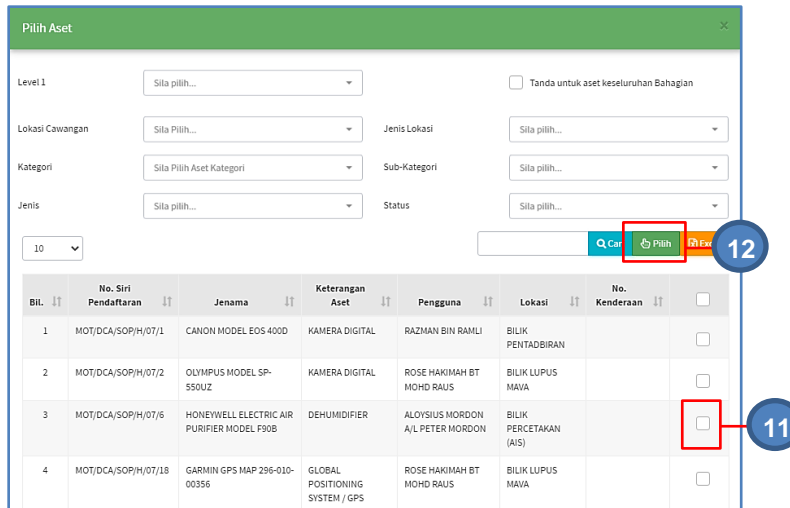 Pilih Aset ×
Level 1 Sila pilih... Tanda untuk aset keseluruhan Bahagian
Lokasi Cawangan Sila Pilih... Jenis Lokasi Sila pilih...
Kategori Sila Pilih Aset Kategori Sub-Kategori Sila pilih...
Jenis Sila pilih... Status Sila pilih...
10 Pilih 12
No. Siri Keterangan No.
Bil. Pendaftaran Jenama Aset Pengguna Lokasi Kenderaan
1 MOT/DCA/SOP/H/07/1 CANON MODEL EOS 400D KAMERA DIGITAL RAZMAN BIN RAMLI BILIK
PENTADBIRAN
2 MOT/DCA/SOP/H/07/2 OLYMPUS MODEL SP- KAMERA DIGITAL ROSE HAKIMAH BT BILIK LUPUS
550UZ MOHD RAUS MAVA
3 MOT/DCA/SOP/H/07/6 HONEYWELL ELECTRIC AIR DEHUMIDIFIER ALOYSIUS MORDON BILIK
PURIFIER MODEL F90B A/L PETER MORDON PERCETAKAN
(AIS)
11
4 MOT/DCA/SOP/H/07/18 GARMIN GPS MAP 296-010- GLOBAL ROSE HAKIMAH BT BILIK LUPUS
00356 POSITIONING MOHD RAUS MAVA
SYSTEM / GPS